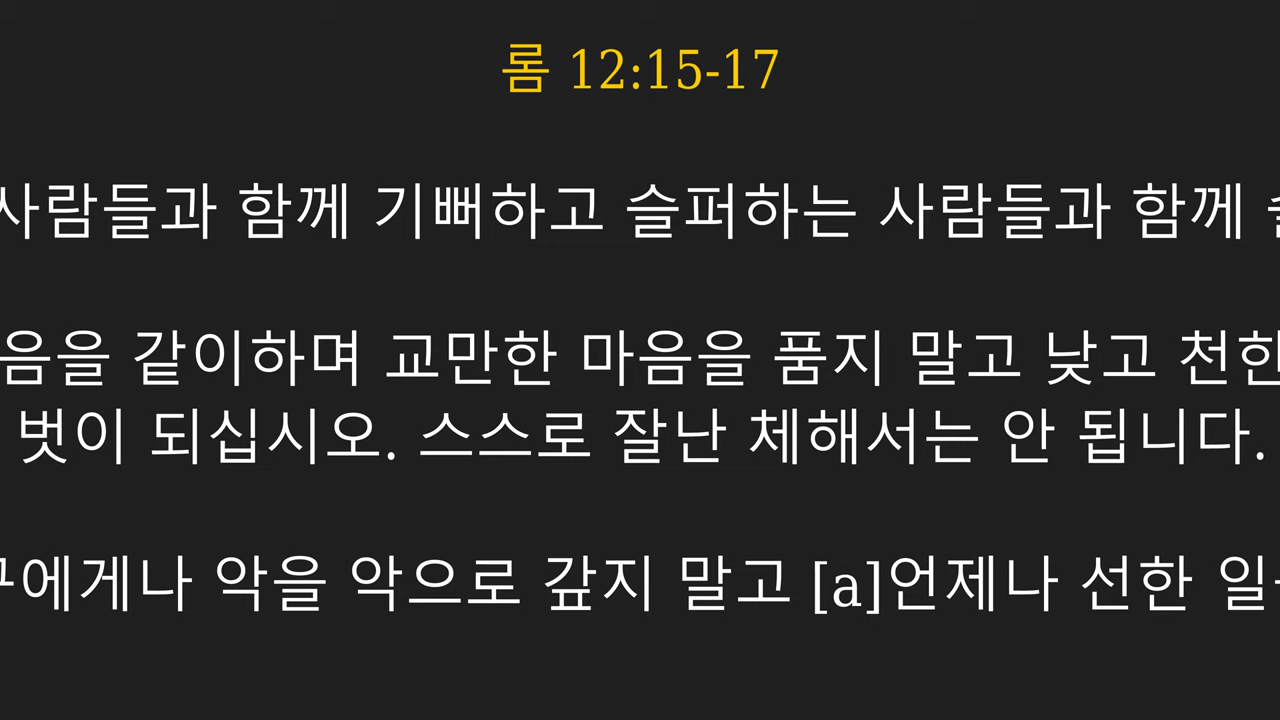 롬 12:15-17
사람들과 함께 기뻐하고 슬퍼하는 사람들과 함께
음을 같이하며 교만한 마음을 품지 말고 낮고 천한
벗이 되십시오. 스스로 잘난 체해서는 안 됩니다.
에게나 악을 악으로 갚지 말고 [a]언제나 선한 일